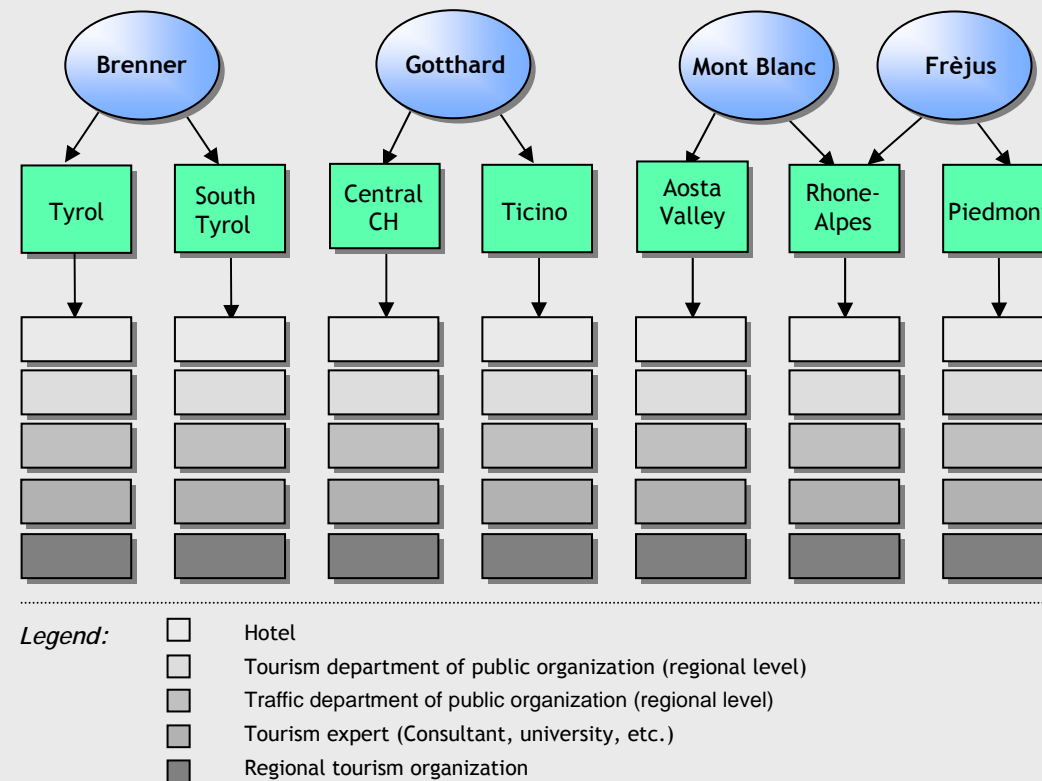 Brenner
Gotthard
Mont Blanc
Frèjus
Tyrol
South
Tyrol
Central
CH
Ticino
Aosta
Valley
Rhone-
Alpes
Piedmon
Legend:
Hotel
Tourism department of public organization (regional level)
Traffic department of public organization (regional level)
Tourism expert (Consultant, university, etc.)
Regional tourism organization